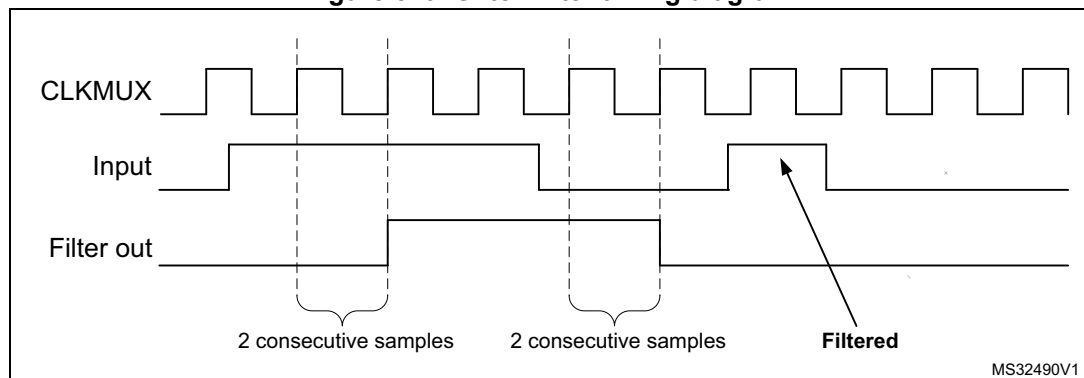 CLKMUX
Input
Filter out
2 consecutive samples
2 consecutive samples
Filtered
MS32490V1